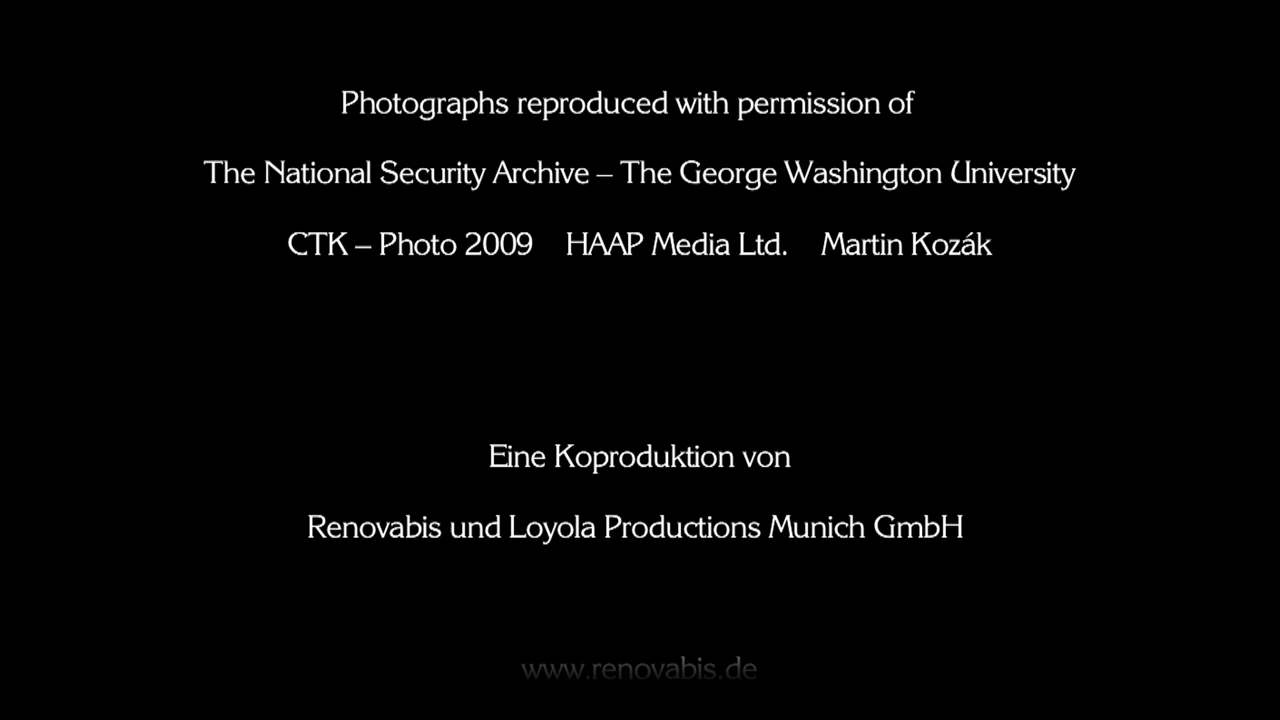 Photographs reproduced with permission of
The National Security Archive – The George Washington University
CTK – Photo 2009 HAAP Media Ltd. Martin Kozák
Eine Koproduktion von
Renovabis und Loyola Productions Munich GmbH
www.renovabis.de